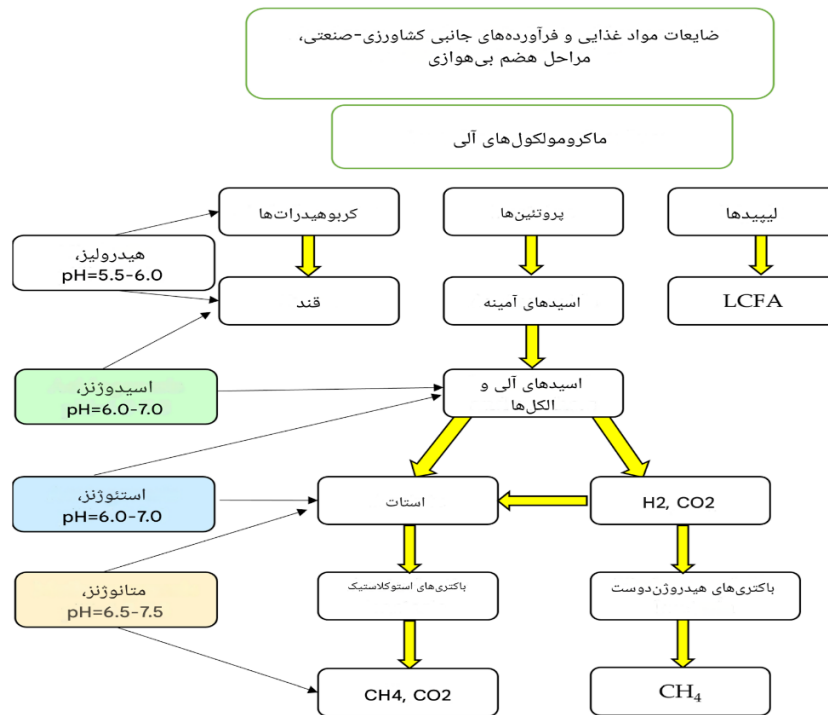 ضایعات مواد غذایی و فرآورده‌های جانبی کشاورزی-صنعتی،
مراحل هضم بی‌هوازی
ماکرومولکول‌های آلی
کربوهیدرات‌ها
پروتئین‌ها
لیپیدها
هیدرولیز،
pH=5.5-6.0
قند
اسیدهای آمینه
LCFA
اسیدوژنز،
pH=6.0-7.0
اسیدهای آلی و
الکل‌ها
استئوژنز،
pH=6.0-7.0
استات
H2, CO2
متانوژنز،
pH=6.5-7.5
باکتری‌های استوکلاستیک
باکتری‌های هیدروژن‌دوست
CH4, CO2
CH₄